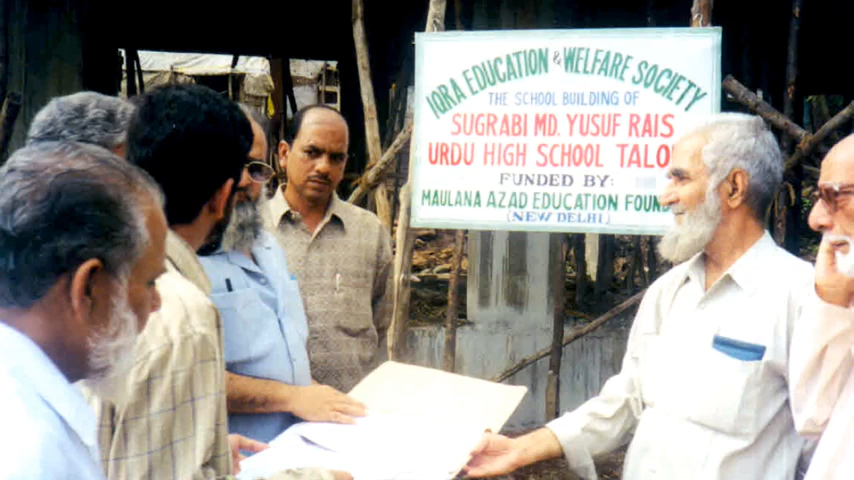 IQRA EDUCATION & WELFARE SOCIETY
THE SCHOOL BUILDING OF
SUGRABI MD. YUSUF RAIS
URDU HIGH SCHOOL TALO
FUNDED BY:
MAULANA AZAD EDUCATION FOUN
(NEW DELHI)